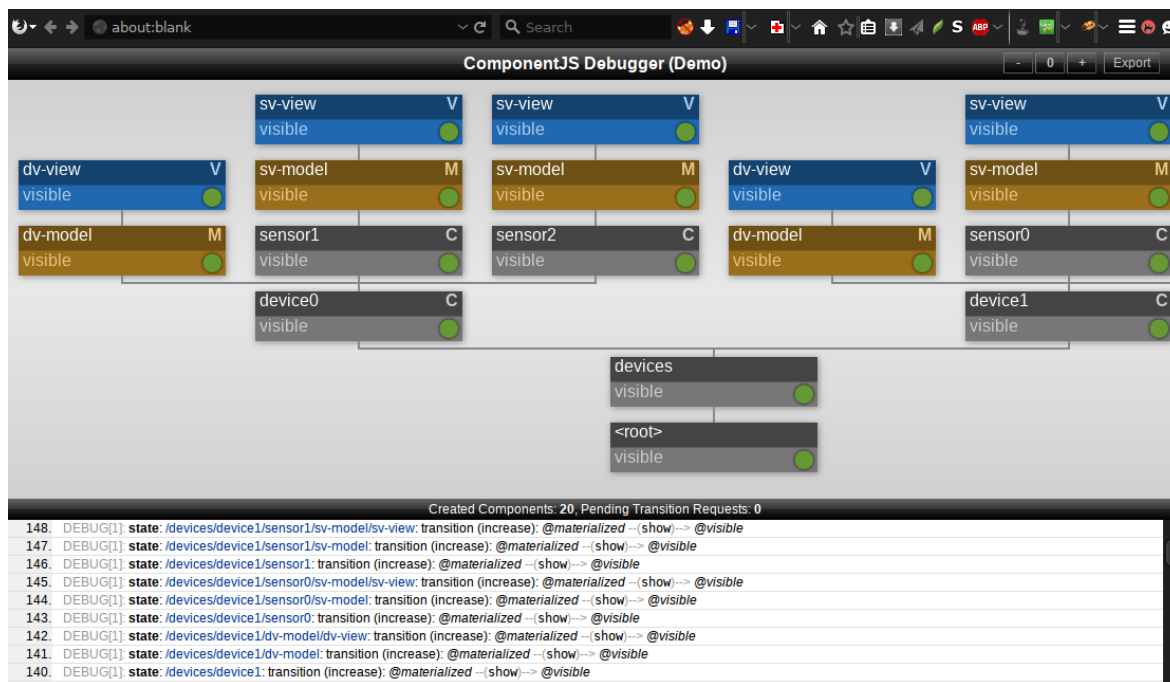 about:blank
Search
S
ABP
ComponentJS Debugger (Demo)
- 0 + Export
sv-view V sv-view V sv-view V
visible visible visible
dv-view V sv-model M sv-model M dv-view V sv-model M
visible visible visible visible visible
dv-model M sensor1 C sensor2 C dv-model M sensor0 C
visible visible visible visible visible
device0 C device1 C
visible visible
devices
visible
<root>
visible
Created Components: 20, Pending Transition Requests: 0
148. DEBUG[1]: state: /devices/device1/sensor1/sv-model/sv-view: transition (increase): @materialized --(show)--> @visible
147. DEBUG[1]: state: /devices/device1/sensor1/sv-model: transition (increase): @materialized --(show)--> @visible
146. DEBUG[1]: state: /devices/device1/sensor1: transition (increase): @materialized --(show)--> @visible
145. DEBUG[1]: state: /devices/device1/sensor0/sv-model/sv-view: transition (increase): @materialized --(show)--> @visible
144. DEBUG[1]: state: /devices/device1/sensor0/sv-model: transition (increase): @materialized --(show)--> @visible
143. DEBUG[1]: state: /devices/device1/sensor0: transition (increase): @materialized --(show)--> @visible
142. DEBUG[1]: state: /devices/device1/dv-model/dv-view: transition (increase): @materialized --(show)--> @visible
141. DEBUG[1]: state: /devices/device1/dv-model: transition (increase): @materialized --(show)--> @visible
140. DEBUG[1]: state: /devices/device1: transition (increase): @materialized --(show)--> @visible